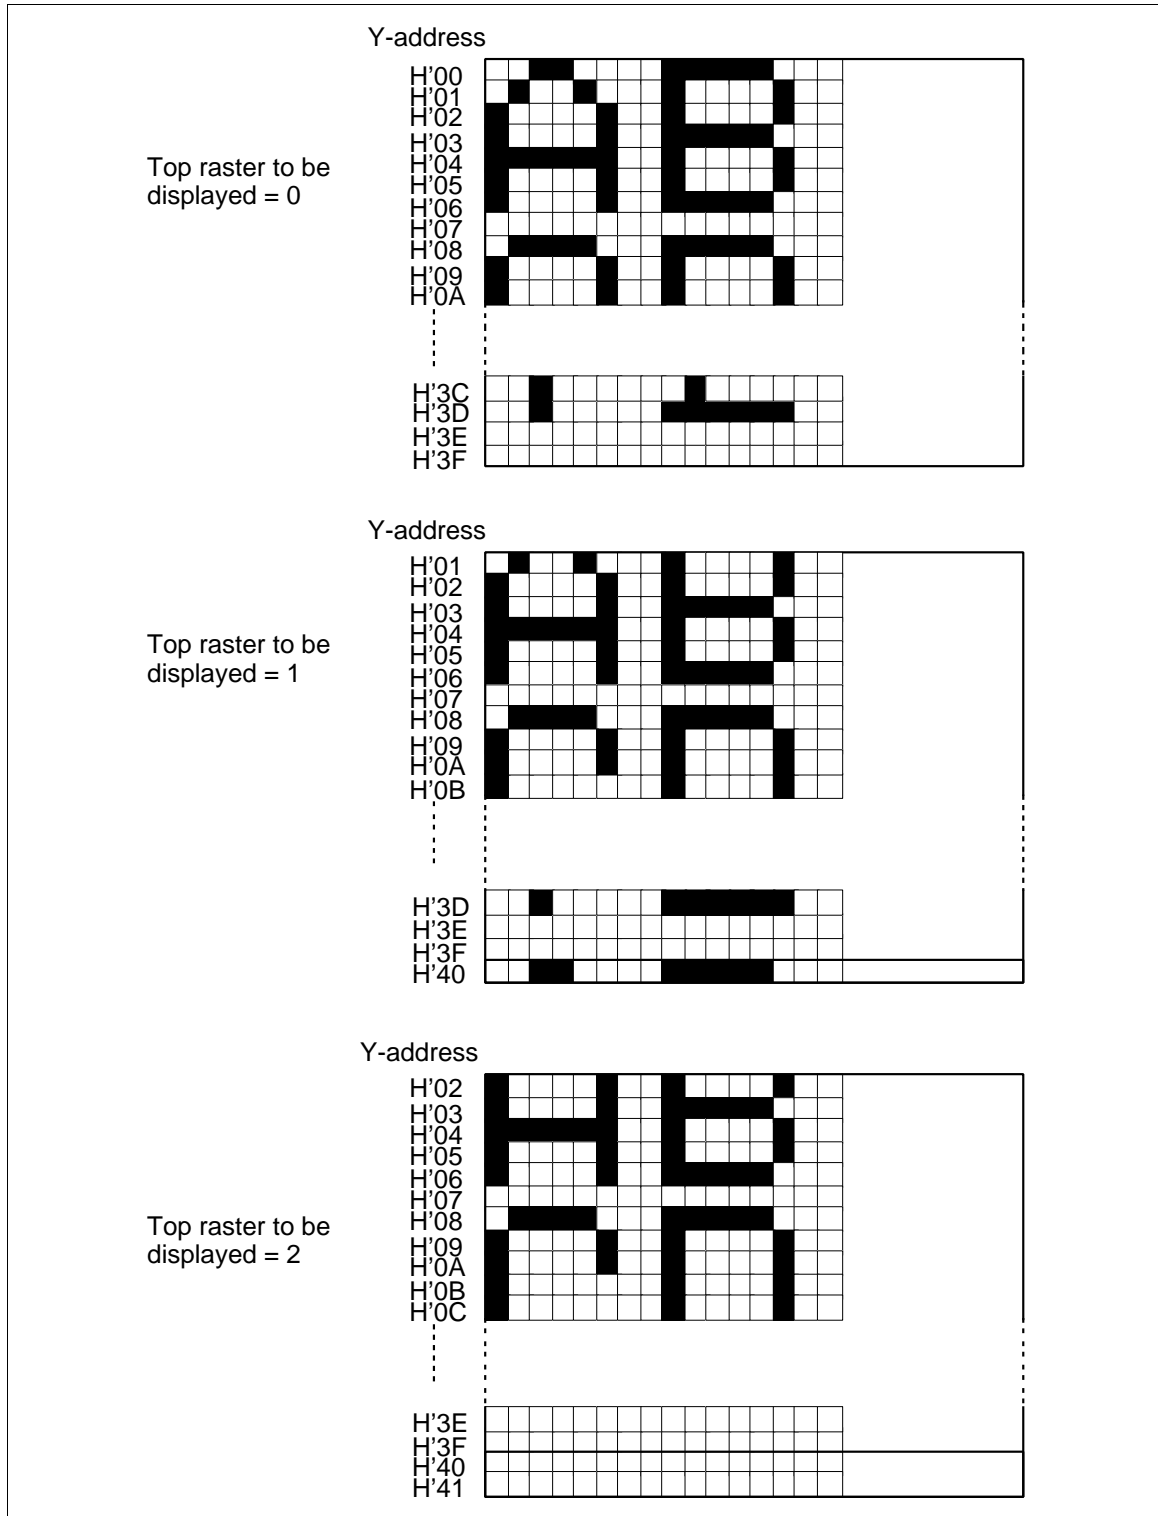 Y-address
H’00
H’01
H’02
H’03
H’04
H’05
H’06
H’07
H’08
H’09
H’0A
Top raster to be
displayed = 0
H’3C
H’3D
H’3E
H’3F
Y-address
H’01
H’02
H’03
H’04
H’05
H’06
H’07
H’08
H’09
H’0A
H’0B
Top raster to be
displayed = 1
H’3D
H’3E
H’3F
H’40
Y-address
H’02
H’03
H’04
H’05
H’06
H’07
H’08
H’09
H’0A
H’0B
H’0C
Top raster to be
displayed = 2
H’3E
H’3F
H’40
H’41